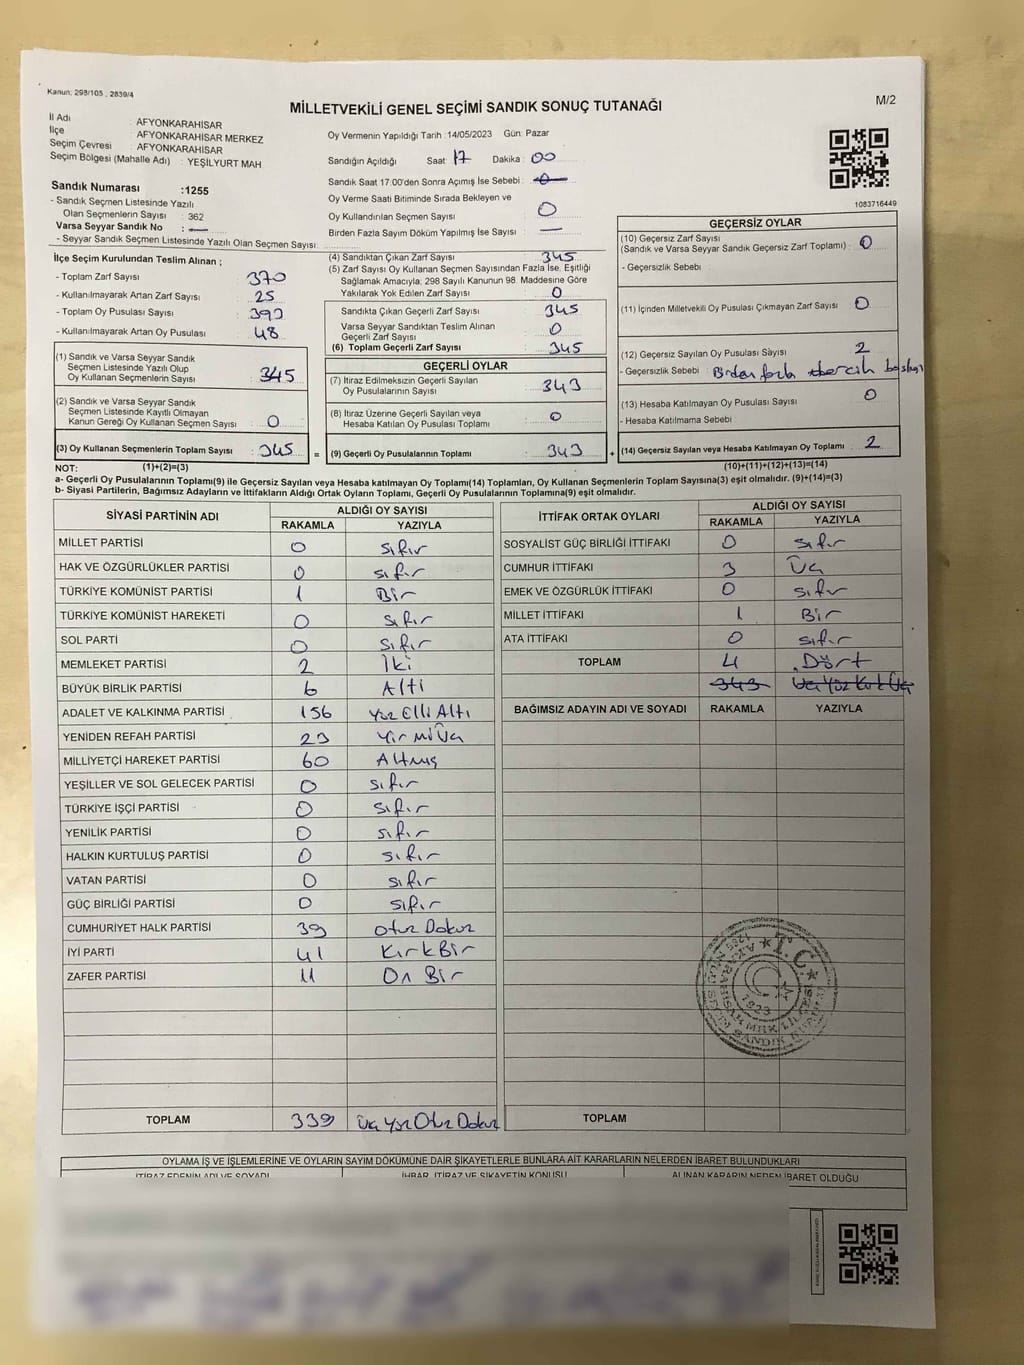 Kanun: 298/105 , 2839/4
MİLLETVEKİLİ GENEL SEÇİMİ SANDIK SONUÇ TUTANAĞI
M/2
İl Adı : AFYONKARAHİSAR
İlçe : AFYONKARAHİSAR MERKEZ
Seçim Çevresi : AFYONKARAHİSAR
Seçim Bölgesi (Mahalle Adı) : YEŞİLYURT MAH
Sandık Numarası :1255
- Sandık Seçmen Listesinde Yazılı
Olan Seçmenlerin Sayısı : 362
Varsa Seyyar Sandık No : —
- Seyyar Sandık Seçmen Listesinde Yazılı Olan Seçmen Sayısı:
Oy Vermenin Yapıldığı Tarih :14/05/2023 Gün: Pazar
Sandığın Açıldığı Saat: 17 Dakika : 00
Sandık Saat 17:00'den Sonra Açımış İse Sebebi :
Oy Verme Saati Bitiminde Sırada Bekleyen ve
Oy Kullandırılan Seçmen Sayısı : 0
Birden Fazla Sayım Döküm Yapılmış İse Sayısı : —
1083716449
İlçe Seçim Kurulundan Teslim Alınan ;
- Toplam Zarf Sayısı : 370
- Kullanılmayarak Artan Zarf Sayısı : 25
- Toplam Oy Pusulası Sayısı :
- Kullanılmayarak Artan Oy Pusulası : 48
(1) Sandık ve Varsa Seyyar Sandık
Seçmen Listesinde Yazılı Olup
Oy Kullanan Seçmenlerin Sayısı : 345
(2) Sandık ve Varsa Seyyar Sandık
Seçmen Listesinde Kayıtlı Olmayan
Kanun Gereği Oy Kullanan Seçmen Sayısı : 0
(3) Oy Kullanan Seçmenlerin Toplam Sayısı : 345 =
(4) Sandıktan Çıkan Zarf Sayısı : 345
(5) Zarf Sayısı Oy Kullanan Seçmen Sayısından Fazla İse, Eşitliği
Sağlamak Amacıyla; 298 Sayılı Kanunun 98. Maddesine Göre
Yakılarak Yok Edilen Zarf Sayısı : 0
Sandıkta Çıkan Geçerli Zarf Sayısı : 345
Varsa Seyyar Sandıktan Teslim Alınan
Geçerli Zarf Sayısı : 0
(6) Toplam Geçerli Zarf Sayısı : 345
GEÇERLİ OYLAR
(7) İtiraz Edilmeksizin Geçerli Sayılan
Oy Pusulalarının Sayısı : 343
(8) İtiraz Üzerine Geçerli Sayılan veya
Hesaba Katılan Oy Pusulası Toplamı : 0
(9) Geçerli Oy Pusulalarının Toplamı : 343 +
GEÇERSİZ OYLAR
(10) Geçersiz Zarf Sayısı
(Sandık ve Varsa Seyyar Sandık Geçersiz Zarf Toplamı) : 0
- Geçersizlik Sebebi :
(11) İçinden Milletvekili Oy Pusulası Çıkmayan Zarf Sayısı : 0
(12) Geçersiz Sayılan Oy Pusulası Sayısı : 2
- Geçersizlik Sebebi : Birden fazla tercih
(13) Hesaba Katılmayan Oy Pusulası Sayısı : 0
- Hesaba Katılmama Sebebi :
(14) Geçersiz Sayılan veya Hesaba Katılmayan Oy Toplamı : 2
NOT: (1)+(2)=(3) (10)+(11)+(12)+(13)=(14)
a- Geçerli Oy Pusulalarının Toplamı(9) ile Geçersiz Sayılan veya Hesaba katılmayan Oy Toplamı(14) Toplamları, Oy Kullanan Seçmenlerin Toplam Sayısına(3) eşit olmalıdır. (9)+(14)=(3)
b- Siyasi Partilerin, Bağımsız Adayların ve İttifakların Aldığı Ortak Oyların Toplamı, Geçerli Oy Pusulalarının Toplamına(9) eşit olmalıdır.
SİYASİ PARTİNİN ADI ALDIĞI OY SAYISI
RAKAMLA YAZIYLA
MİLLET PARTİSİ 0 sıfır
HAK VE ÖZGÜRLÜKLER PARTİSİ 0 sıfır
TÜRKİYE KOMÜNİST PARTİSİ 1 Bir
TÜRKİYE KOMÜNİST HAREKETİ 0 sıfır
SOL PARTİ 0 sıfır
MEMLEKET PARTİSİ 2 İki
BÜYÜK BİRLİK PARTİSİ 6 Altı
ADALET VE KALKINMA PARTİSİ 156 Yüz Elli Altı
YENİDEN REFAH PARTİSİ 23 Yirmi Üç
MİLLİYETÇİ HAREKET PARTİSİ 60 Altmış
YEŞİLLER VE SOL GELECEK PARTİSİ 0 sıfır
TÜRKİYE İŞÇİ PARTİSİ 0 sıfır
YENİLİK PARTİSİ 0 sıfır
HALKIN KURTULUŞ PARTİSİ 0 sıfır
VATAN PARTİSİ 0 sıfır
GÜÇ BİRLİĞİ PARTİSİ 0 sıfır
CUMHURİYET HALK PARTİSİ 39 Otuz Dokuz
İYİ PARTİ 41 Kırk Bir
ZAFER PARTİSİ 11 On Bir
TOPLAM 339 Üç Yüz Otuz Dokuz
İTTİFAK ORTAK OYLARI ALDIĞI OY SAYISI
RAKAMLA YAZIYLA
SOSYALİST GÜÇ BİRLİĞİ İTTİFAKI 0 sıfır
CUMHUR İTTİFAKI 3 Üç
EMEK VE ÖZGÜRLÜK İTTİFAKI 0 sıfır
MİLLET İTTİFAKI 1 Bir
ATA İTTİFAKI 0 sıfır
TOPLAM 4 Dört
343 Üç Yüz Kırk Üç
BAĞIMSIZ ADAYIN ADI VE SOYADI RAKAMLA YAZIYLA
TOPLAM
T.C.
1923
OYLAMA İŞ VE İŞLEMLERİNE VE OYLARIN SAYIM DÖKÜMÜNE DAİR ŞİKAYETLERLE BUNLARA AİT KARARLARIN NELERDEN İBARET BULUNDUKLARI
İTİRAZ EDENİN ADI VE SOYADI İHBAR, İTİRAZ VE ŞİKAYETİN KONUSU ALINAN KARARIN NEDEN İBARET OLDUĞU